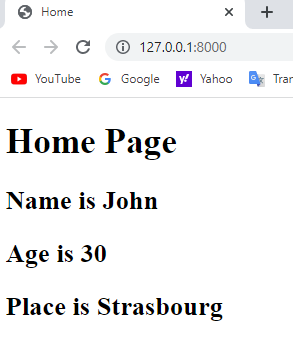 Home
127.0.0.1:8000
YouTube Google Yahoo
Home Page
Name is John
Age is 30
Place is Strasbourg